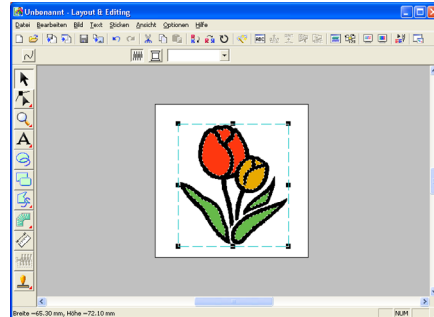 Unbenannt - Layout & Editing
Datei Bearbeiten Bild Text Sticken Ansicht Optionen Hilfe
ABC
A
Breite =65.30 mm, Höhe =72.10 mm
NUM